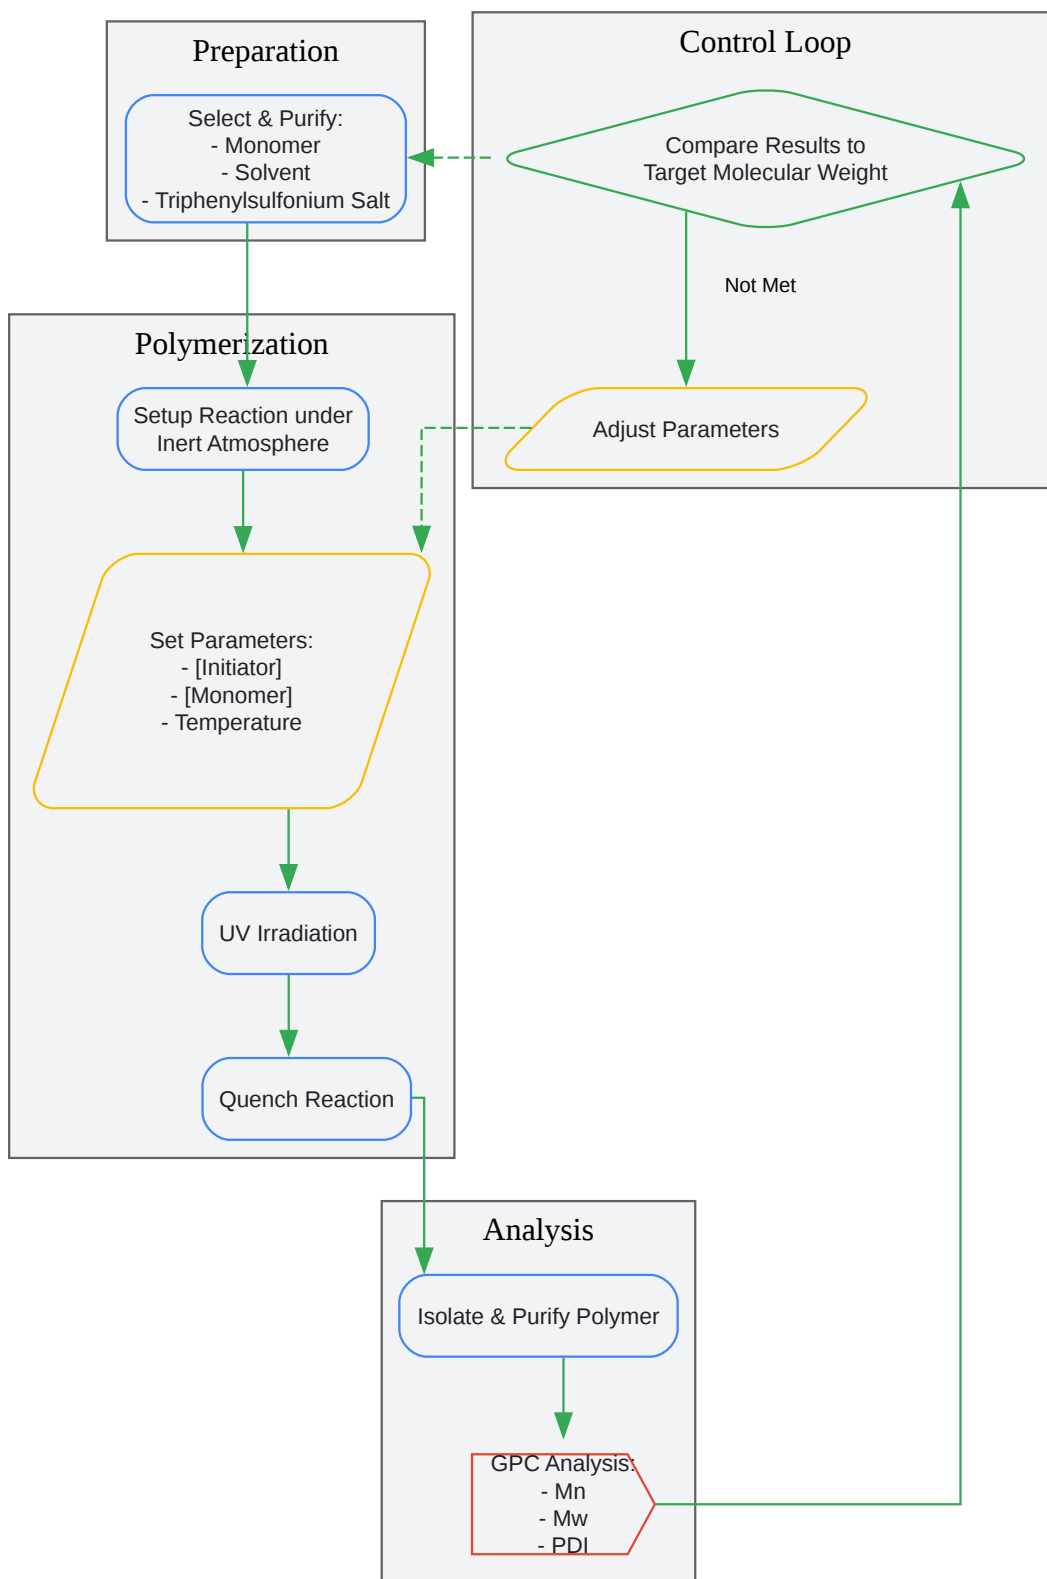 Preparation
Select & Purify:
- Monomer
- Solvent
- Triphenylsulfonium Salt
Control Loop
Compare Results to
Target Molecular Weight
Not Met
Adjust Parameters
Polymerization
Setup Reaction under
Inert Atmosphere
Set Parameters:
- [Initiator]
- [Monomer]
- Temperature
UV Irradiation
Quench Reaction
Analysis
Isolate & Purify Polymer
GPC Analysis:
- Mn
- Mw
- PDI